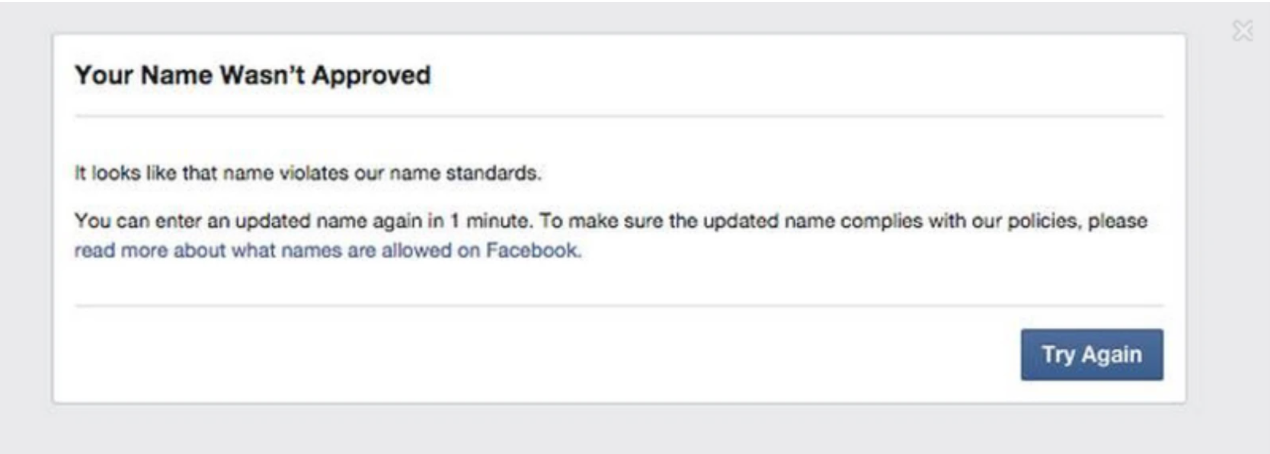 Your Name Wasn't Approved
It looks like that name violates our name standards.
You can enter an updated name again in 1 minute. To make sure the updated name complies with our policies, please
read more about what names are allowed on Facebook.
Try Again